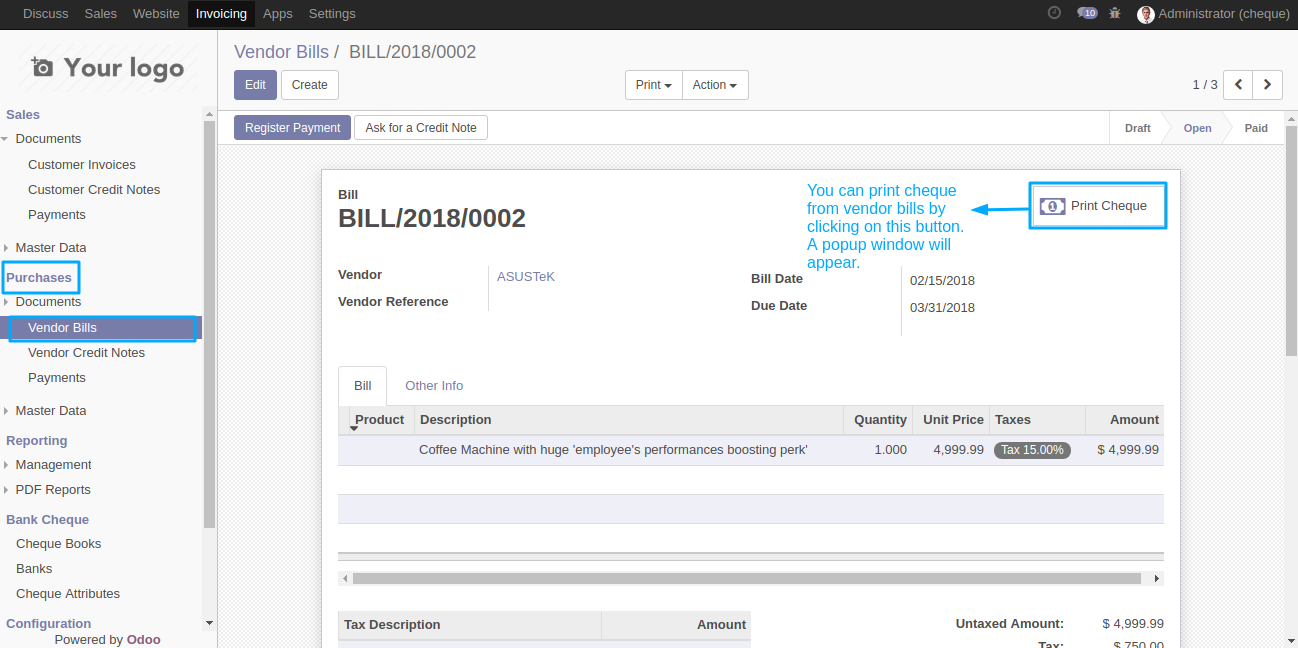 Discuss Sales Website Invoicing Apps Settings 10 Administrator (cheque)
Your logo
Vendor Bills / BILL/2018/0002
Edit Create Print Action 1 / 3
Sales
Documents
Customer Invoices
Customer Credit Notes
Payments
Master Data
Purchases
Documents
Vendor Bills
Vendor Credit Notes
Payments
Master Data
Reporting
Management
PDF Reports
Bank Cheque
Cheque Books
Banks
Cheque Attributes
Configuration
Powered by Odoo
Register Payment Ask for a Credit Note Draft Open Paid
Bill
BILL/2018/0002
You can print cheque
from vendor bills by
clicking on this button.
A popup window will
appear.
1 Print Cheque
Vendor ASUSTeK
Vendor Reference
Bill Date 02/15/2018
Due Date 03/31/2018
Bill Other Info
Product Description Quantity Unit Price Taxes Amount
Coffee Machine with huge 'employee's performances boosting perk' 1.000 4,999.99 Tax 15.00% $ 4,999.99
Tax Description Amount
Untaxed Amount: $ 4,999.99
Tax: $ 750.00